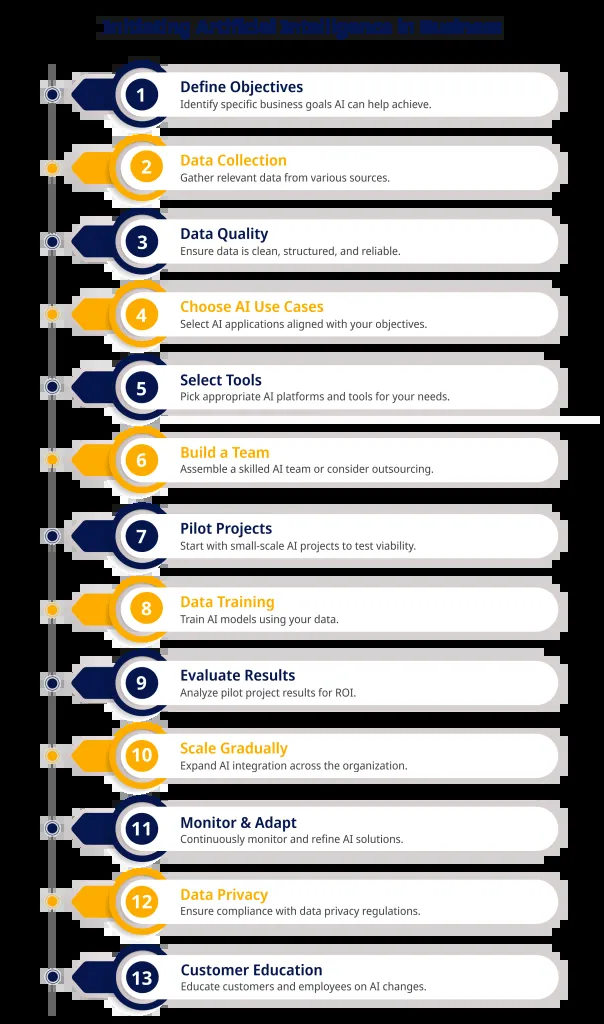 Initiating Artificial Intelligence in Business
1
Define Objectives
Identify specific business goals AI can help achieve.
2
Data Collection
Gather relevant data from various sources.
3
Data Quality
Ensure data is clean, structured, and reliable.
4
Choose AI Use Cases
Select AI applications aligned with your objectives.
5
Select Tools
Pick appropriate AI platforms and tools for your needs.
6
Build a Team
Assemble a skilled AI team or consider outsourcing.
7
Pilot Projects
Start with small-scale AI projects to test viability.
8
Data Training
Train AI models using your data.
9
Evaluate Results
Analyze pilot project results for ROI.
10
Scale Gradually
Expand AI integration across the organization.
11
Monitor & Adapt
Continuously monitor and refine AI solutions.
12
Data Privacy
Ensure compliance with data privacy regulations.
13
Customer Education
Educate customers and employees on AI changes.